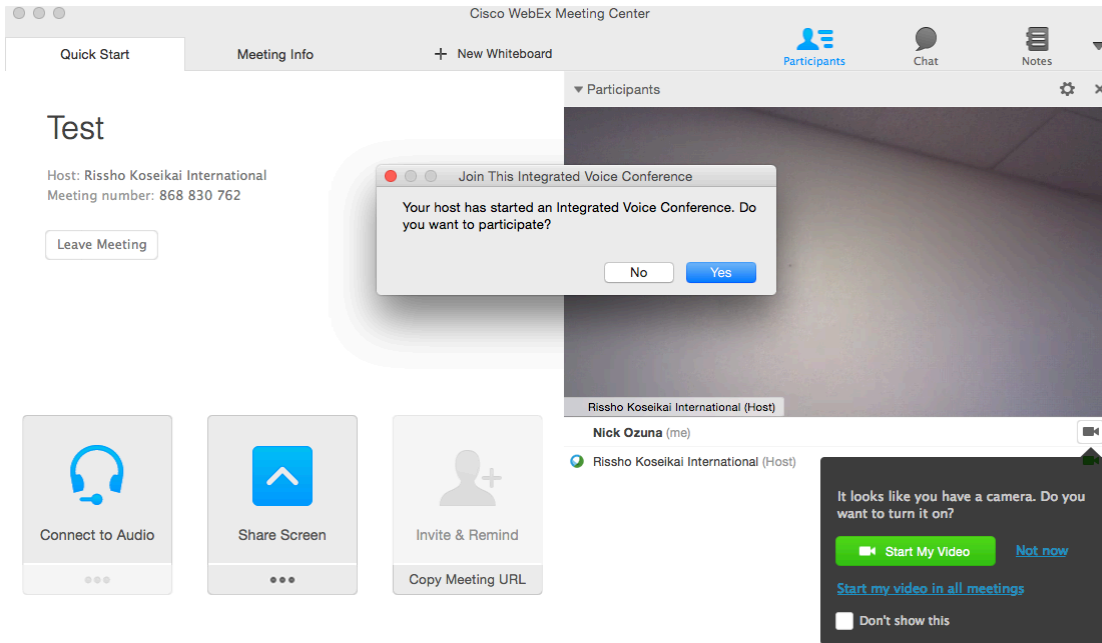 Cisco WebEx Meeting Center
Quick Start
Meeting Info
+ New Whiteboard
Participants
Chat
Notes
Participants
Test
Host: Rissho Koseikai International
Meeting number: 868 830 762
Leave Meeting
Join This Integrated Voice Conference
Your host has started an Integrated Voice Conference. Do
you want to participate?
No
Yes
Rissho Koseikai International (Host)
Nick Ozuna (me)
Rissho Koseikai International (Host)
Connect to Audio
Share Screen
Invite & Remind
Copy Meeting URL
It looks like you have a camera. Do you
want to turn it on?
Start My Video
Not now
Start my video in all meetings
Don't show this